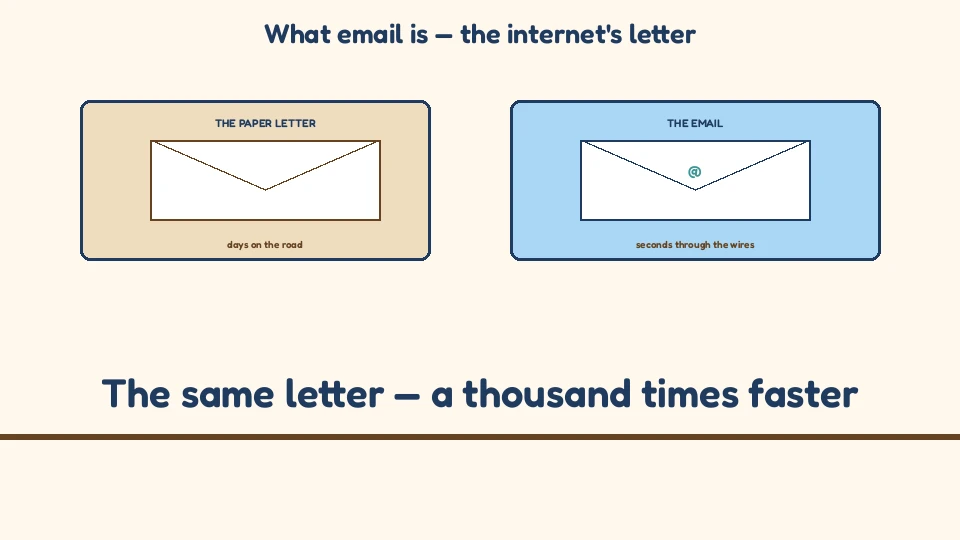 What email is — the internet's letter
THE PAPER LETTER
days on the road
THE EMAIL
@
seconds through the wires
The same letter — a thousand times faster